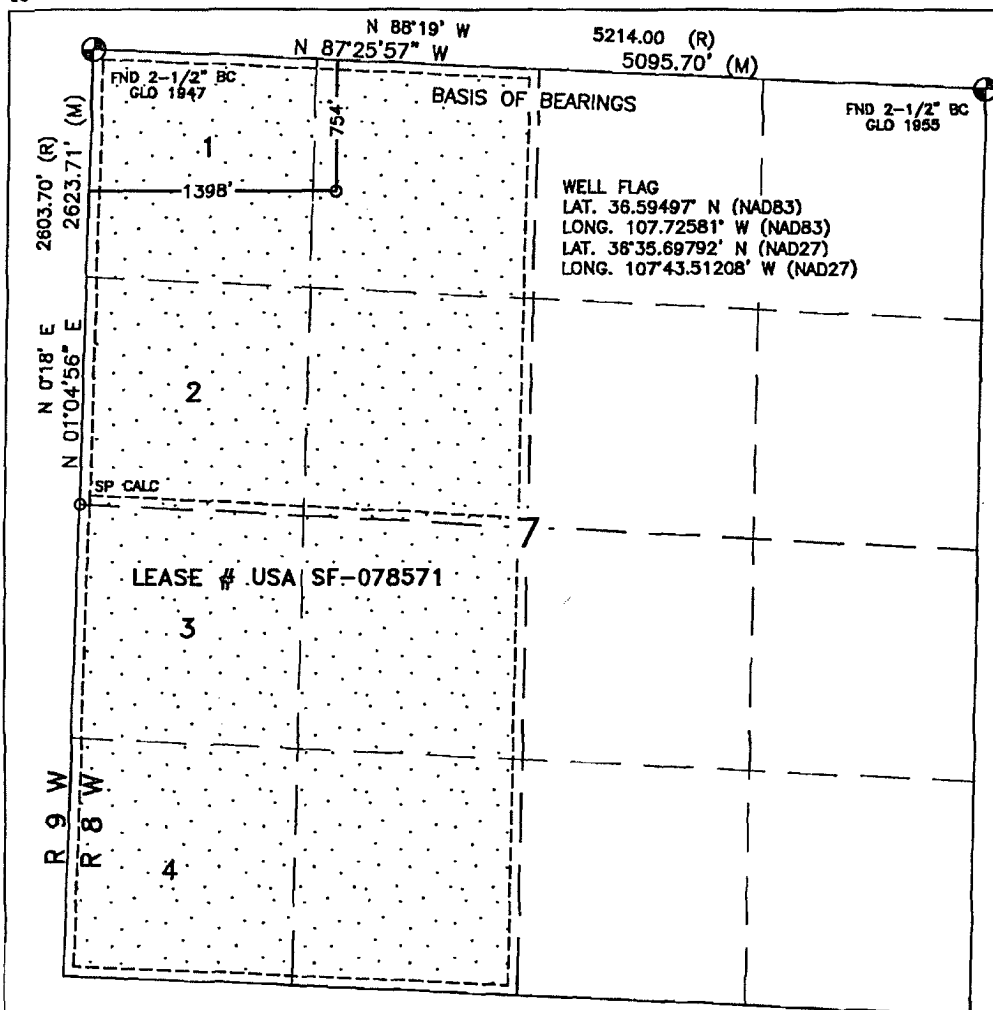 N 88°19' W
5214.00 (R)
N 87°25'57" W
5095.70' (M)
FND 2-1/2" BC
GLO 1947
BASIS OF BEARINGS
FND 2-1/2" BC
GLO 1955
754'
1
1398'
2603.70' (R)
2623.71' (M)
WELL FLAG
LAT. 36.59497° N (NAD83)
LONG. 107.72581° W (NAD83)
LAT. 36°35.69792' N (NAD27)
LONG. 107°43.51208' W (NAD27)
N 0°18' E
N 01°04'56" E
2
SP CALC
7
LEASE # USA SF-078571
3
R 9 W
R 8 W
4